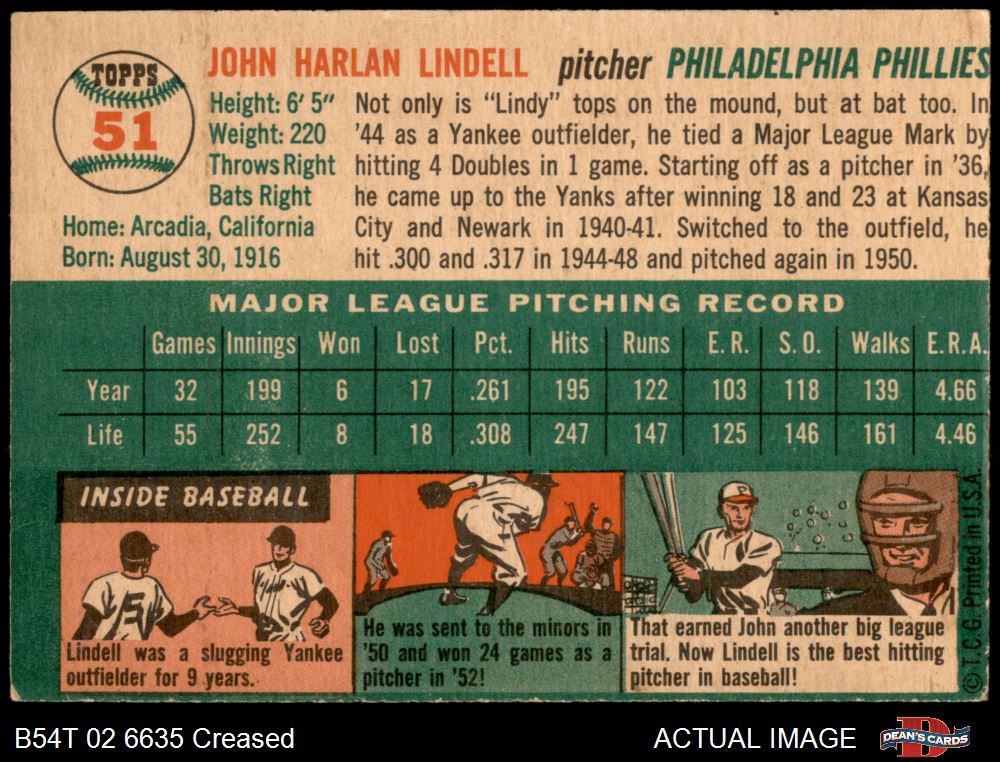 TOPPS
51
JOHN HARLAN LINDELL pitcher PHILADELPHIA PHILLIES
Height: 6' 5"
Weight: 220
Throws Right
Bats Right
Home: Arcadia, California
Born: August 30, 1916
Not only is "Lindy" tops on the mound, but at bat too. In
'44 as a Yankee outfielder, he tied a Major League Mark by
hitting 4 Doubles in 1 game. Starting off as a pitcher in '36,
he came up to the Yanks after winning 18 and 23 at Kansas
City and Newark in 1940-41. Switched to the outfield, he
hit .300 and .317 in 1944-48 and pitched again in 1950.
MAJOR LEAGUE PITCHING RECORD
Games Innings Won Lost Pct. Hits Runs E. R. S. O. Walks E. R. A.
Year 32 199 6 17 .261 195 122 103 118 139 4.66
Life 55 252 8 18 .308 247 147 125 146 161 4.46
INSIDE BASEBALL
Lindell was a slugging Yankee
outfielder for 9 years.
He was sent to the minors in
'50 and won 24 games as a
pitcher in '52!
P
That earned John another big league
trial. Now Lindell is the best hitting
pitcher in baseball!
© T. C. G. Printed in U.S.A.
B54T 02 6635 Creased
ACTUAL IMAGE
D
DEAN'S CARDS